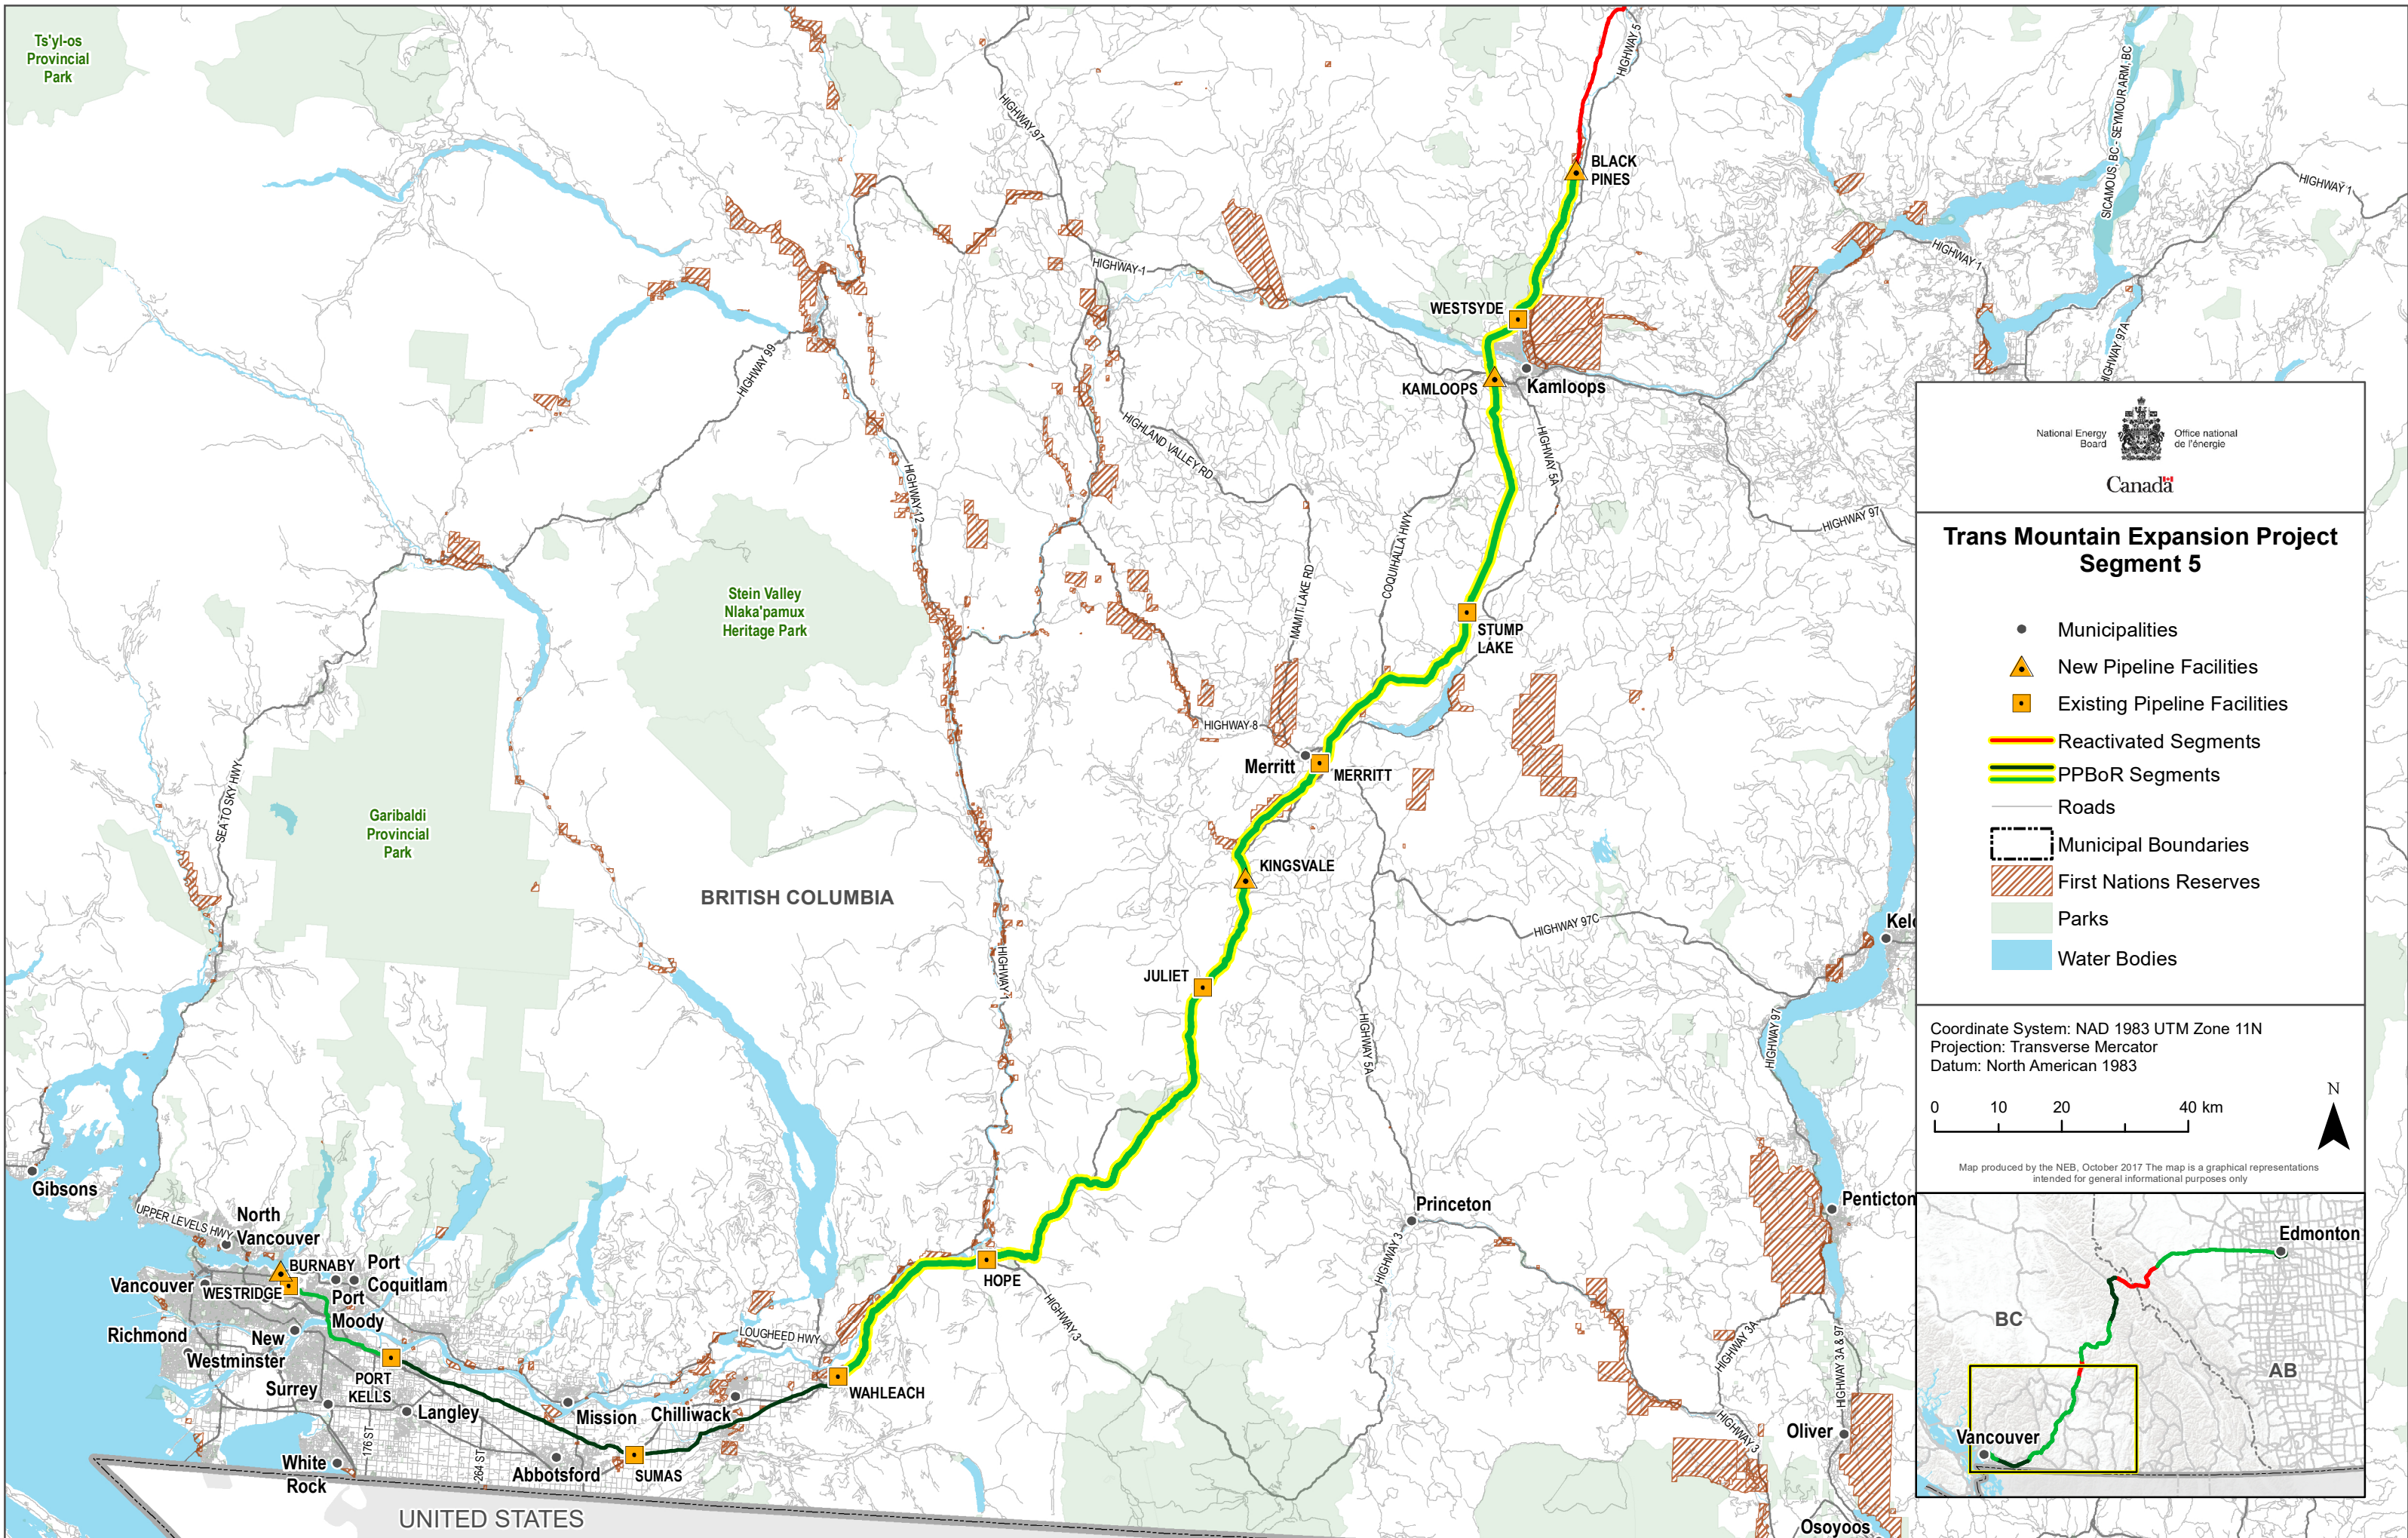 Ts'yl-os
Provincial
Park
HIGHWAY 5
HIGHWAY 97
SICAMOUS, BC - SEYMOUR ARM, BC
HIGHWAY 1
BLACK
PINES
HIGHWAY 1
HIGHWAY 1
WESTSYDE
HIGHWAY 97A
HIGHWAY 99
KAMLOOPS
Kamloops
HIGHLAND VALLEY RD
HIGHWAY 5A
HIGHWAY 12
HIGHWAY 97
COQUIHALLA HWY
MAMIT LAKE RD
Stein Valley
Nlaka'pamux
Heritage Park
STUMP
LAKE
HIGHWAY 8
Merritt
MERRITT
SEA TO SKY HWY
Garibaldi
Provincial
Park
KINGSVALE
BRITISH COLUMBIA
HIGHWAY 97C
Kelo
HIGHWAY 1
JULIET
HIGHWAY 5A
HIGHWAY 97
Gibsons
Princeton
Penticton
UPPER LEVELS HWY
North
Vancouver
BURNABY
Port
Coquitlam
Vancouver
WESTRIDGE
Port
Moody
HOPE
HIGHWAY 3
HIGHWAY 3
Richmond
New
Westminster
LOUGHEED HWY
HIGHWAY 3A
HIGHWAY 3A & 97
PORT
KELLS
WAHLEACH
Surrey
Langley
Mission
Chilliwack
176 ST
264 ST
White
Rock
Abbotsford
SUMAS
HIGHWAY 3
Oliver
Osoyoos
UNITED STATES
National Energy
Board
Office national
de l'énergie
Canada
Trans Mountain Expansion Project
Segment 5
Municipalities
New Pipeline Facilities
Existing Pipeline Facilities
Reactivated Segments
PPBoR Segments
Roads
Municipal Boundaries
First Nations Reserves
Parks
Water Bodies
Coordinate System: NAD 1983 UTM Zone 11N
Projection: Transverse Mercator
Datum: North American 1983
N
0 10 20 40 km
Map produced by the NEB, October 2017 The map is a graphical representations
intended for general informational purposes only
Edmonton
BC
AB
Vancouver